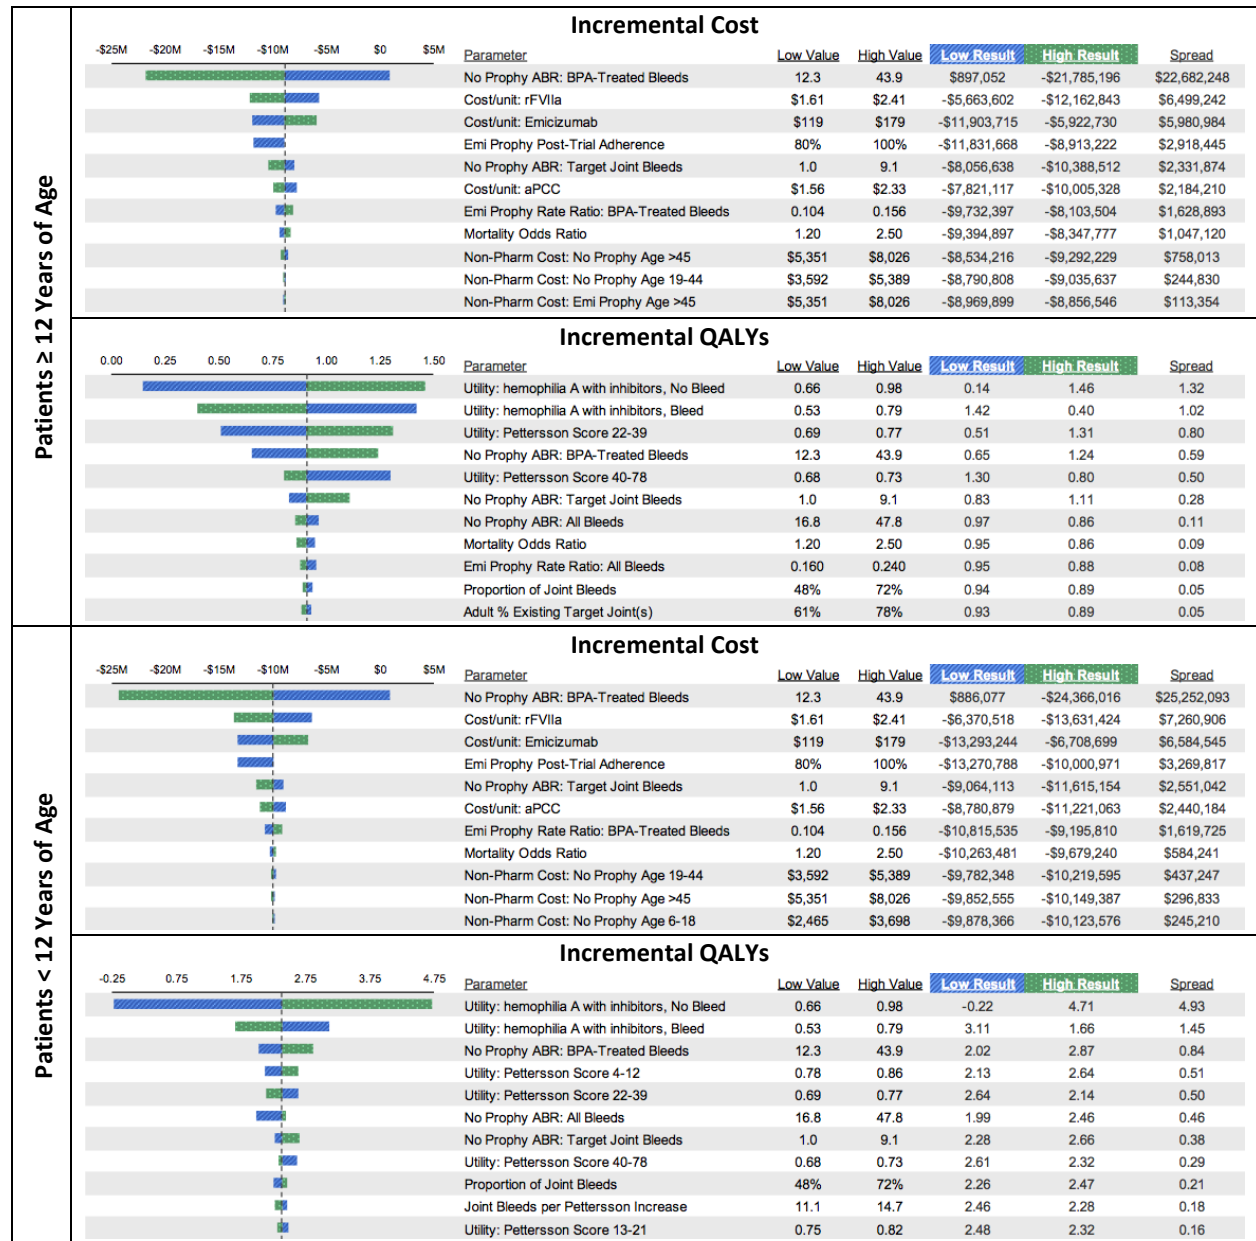 Patients ≥ 12 Years of Age
Incremental Cost
-$25M -$20M -$15M -$10M -$5M $0 $5M
Parameter Low Value High Value Low Result High Result Spread
No Prophy ABR: BPA-Treated Bleeds 12.3 43.9 $897,052 -$21,785,196 $22,682,248
Cost/unit: rFVIIa $1.61 $2.41 -$5,663,602 -$12,162,843 $6,499,242
Cost/unit: Emicizumab $119 $179 -$11,903,715 -$5,922,730 $5,980,984
Emi Prophy Post-Trial Adherence 80% 100% -$11,831,668 -$8,913,222 $2,918,445
No Prophy ABR: Target Joint Bleeds 1.0 9.1 -$8,056,638 -$10,388,512 $2,331,874
Cost/unit: aPCC $1.56 $2.33 -$7,821,117 -$10,005,328 $2,184,210
Emi Prophy Rate Ratio: BPA-Treated Bleeds 0.104 0.156 -$9,732,397 -$8,103,504 $1,628,893
Mortality Odds Ratio 1.20 2.50 -$9,394,897 -$8,347,777 $1,047,120
Non-Pharm Cost: No Prophy Age >45 $5,351 $8,026 -$8,534,216 -$9,292,229 $758,013
Non-Pharm Cost: No Prophy Age 19-44 $3,592 $5,389 -$8,790,808 -$9,035,637 $244,830
Non-Pharm Cost: Emi Prophy Age >45 $5,351 $8,026 -$8,969,899 -$8,856,546 $113,354
Incremental QALYs
0.00 0.25 0.50 0.75 1.00 1.25 1.50
Parameter Low Value High Value Low Result High Result Spread
Utility: hemophilia A with inhibitors, No Bleed 0.66 0.98 0.14 1.46 1.32
Utility: hemophilia A with inhibitors, Bleed 0.53 0.79 1.42 0.40 1.02
Utility: Pettersson Score 22-39 0.69 0.77 0.51 1.31 0.80
No Prophy ABR: BPA-Treated Bleeds 12.3 43.9 0.65 1.24 0.59
Utility: Pettersson Score 40-78 0.68 0.73 1.30 0.80 0.50
No Prophy ABR: Target Joint Bleeds 1.0 9.1 0.83 1.11 0.28
No Prophy ABR: All Bleeds 16.8 47.8 0.97 0.86 0.11
Mortality Odds Ratio 1.20 2.50 0.95 0.86 0.09
Emi Prophy Rate Ratio: All Bleeds 0.160 0.240 0.95 0.88 0.08
Proportion of Joint Bleeds 48% 72% 0.94 0.89 0.05
Adult % Existing Target Joint(s) 61% 78% 0.93 0.89 0.05
Patients < 12 Years of Age
Incremental Cost
-$25M -$20M -$15M -$10M -$5M $0 $5M
Parameter Low Value High Value Low Result High Result Spread
No Prophy ABR: BPA-Treated Bleeds 12.3 43.9 $886,077 -$24,366,016 $25,252,093
Cost/unit: rFVIIa $1.61 $2.41 -$6,370,518 -$13,631,424 $7,260,906
Cost/unit: Emicizumab $119 $179 -$13,293,244 -$6,708,699 $6,584,545
Emi Prophy Post-Trial Adherence 80% 100% -$13,270,788 -$10,000,971 $3,269,817
No Prophy ABR: Target Joint Bleeds 1.0 9.1 -$9,064,113 -$11,615,154 $2,551,042
Cost/unit: aPCC $1.56 $2.33 -$8,780,879 -$11,221,063 $2,440,184
Emi Prophy Rate Ratio: BPA-Treated Bleeds 0.104 0.156 -$10,815,535 -$9,195,810 $1,619,725
Mortality Odds Ratio 1.20 2.50 -$10,263,481 -$9,679,240 $584,241
Non-Pharm Cost: No Prophy Age 19-44 $3,592 $5,389 -$9,782,348 -$10,219,595 $437,247
Non-Pharm Cost: No Prophy Age >45 $5,351 $8,026 -$9,852,555 -$10,149,387 $296,833
Non-Pharm Cost: No Prophy Age 6-18 $2,465 $3,698 -$9,878,366 -$10,123,576 $245,210
Incremental QALYs
-0.25 0.75 1.75 2.75 3.75 4.75
Parameter Low Value High Value Low Result High Result Spread
Utility: hemophilia A with inhibitors, No Bleed 0.66 0.98 -0.22 4.71 4.93
Utility: hemophilia A with inhibitors, Bleed 0.53 0.79 3.11 1.66 1.45
No Prophy ABR: BPA-Treated Bleeds 12.3 43.9 2.02 2.87 0.84
Utility: Pettersson Score 4-12 0.78 0.86 2.13 2.64 0.51
Utility: Pettersson Score 22-39 0.69 0.77 2.64 2.14 0.50
No Prophy ABR: All Bleeds 16.8 47.8 1.99 2.46 0.46
No Prophy ABR: Target Joint Bleeds 1.0 9.1 2.28 2.66 0.38
Utility: Pettersson Score 40-78 0.68 0.73 2.61 2.32 0.29
Proportion of Joint Bleeds 48% 72% 2.26 2.47 0.21
Joint Bleeds per Pettersson Increase 11.1 14.7 2.46 2.28 0.18
Utility: Pettersson Score 13-21 0.75 0.82 2.48 2.32 0.16